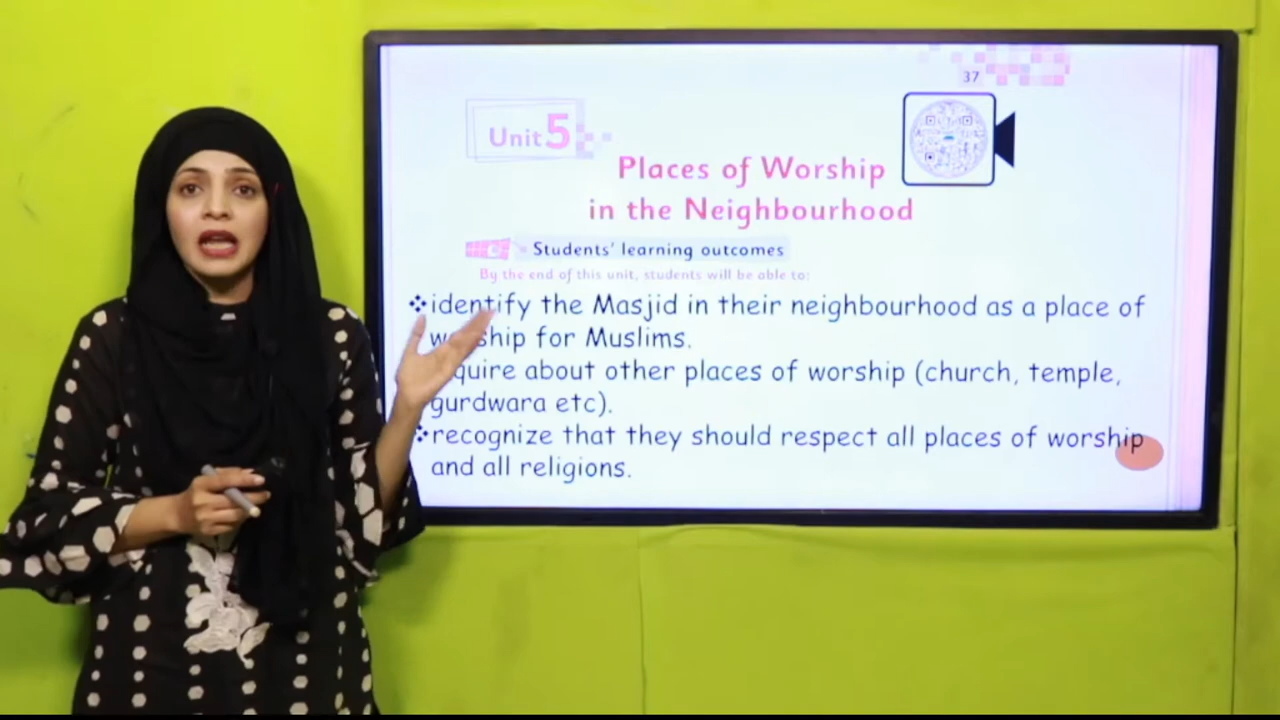 37
Unit 5
Places of Worship
in the Neighbourhood
Students' learning outcomes
By the end of this unit, students will be able to:
❖identify the Masjid in their neighbourhood as a place of
worship for Muslims.
quire about other places of worship (church, temple,
gurdwara etc).
❖recognize that they should respect all places of worship
and all religions.